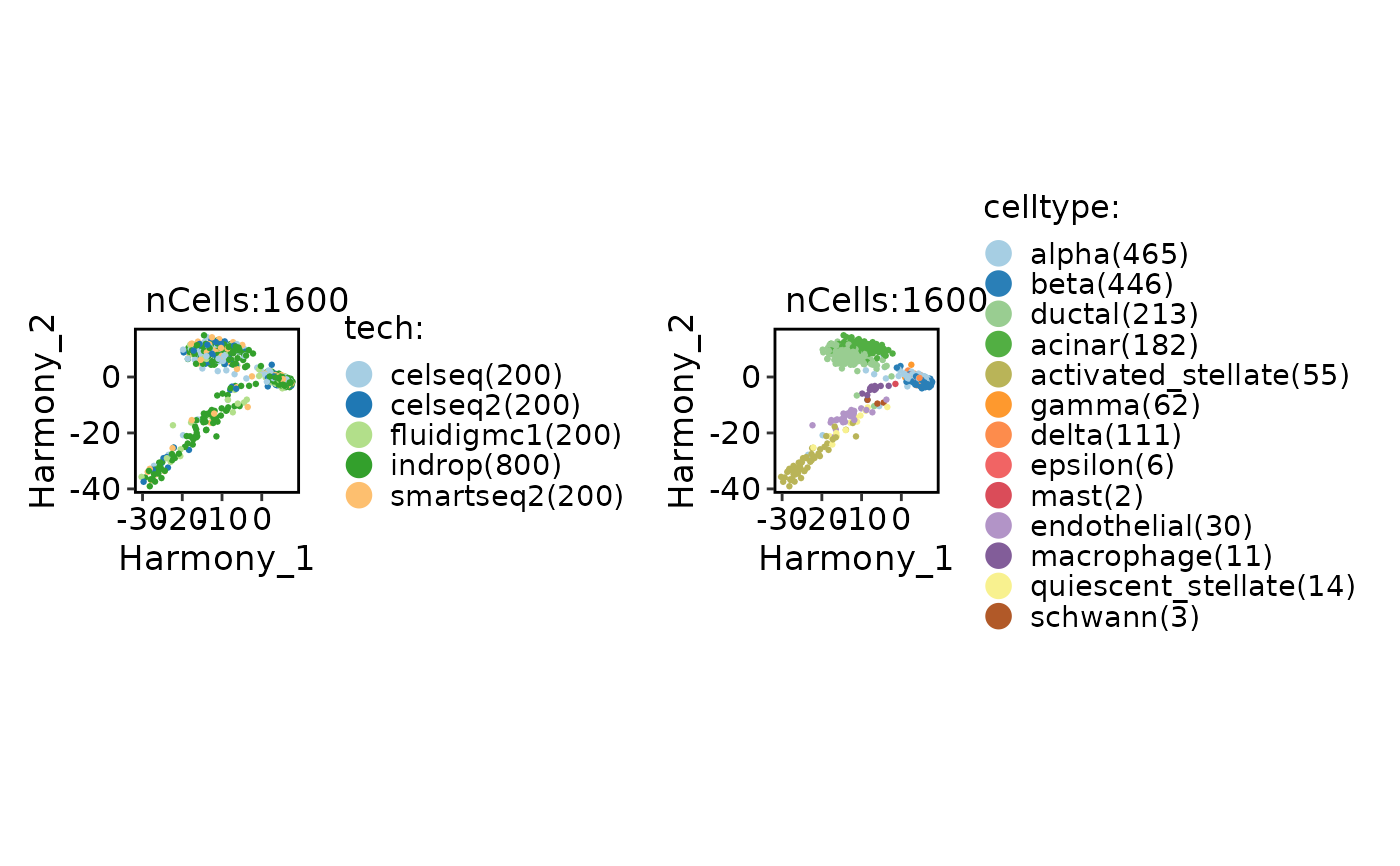 nCells:1600
Harmony_2
0
-20
-40
-30
-20
-10
0
Harmony_1
tech:
celseq(200)
celseq2(200)
fluidigmc1(200)
indrop(800)
smartseq2(200)
nCells:1600
Harmony_2
0
-20
-40
-30
-20
-10
0
Harmony_1
celltype:
alpha(465)
beta(446)
ductal(213)
acinar(182)
activated_stellate(55)
gamma(62)
delta(111)
epsilon(6)
mast(2)
endothelial(30)
macrophage(11)
quiescent_stellate(14)
schwann(3)